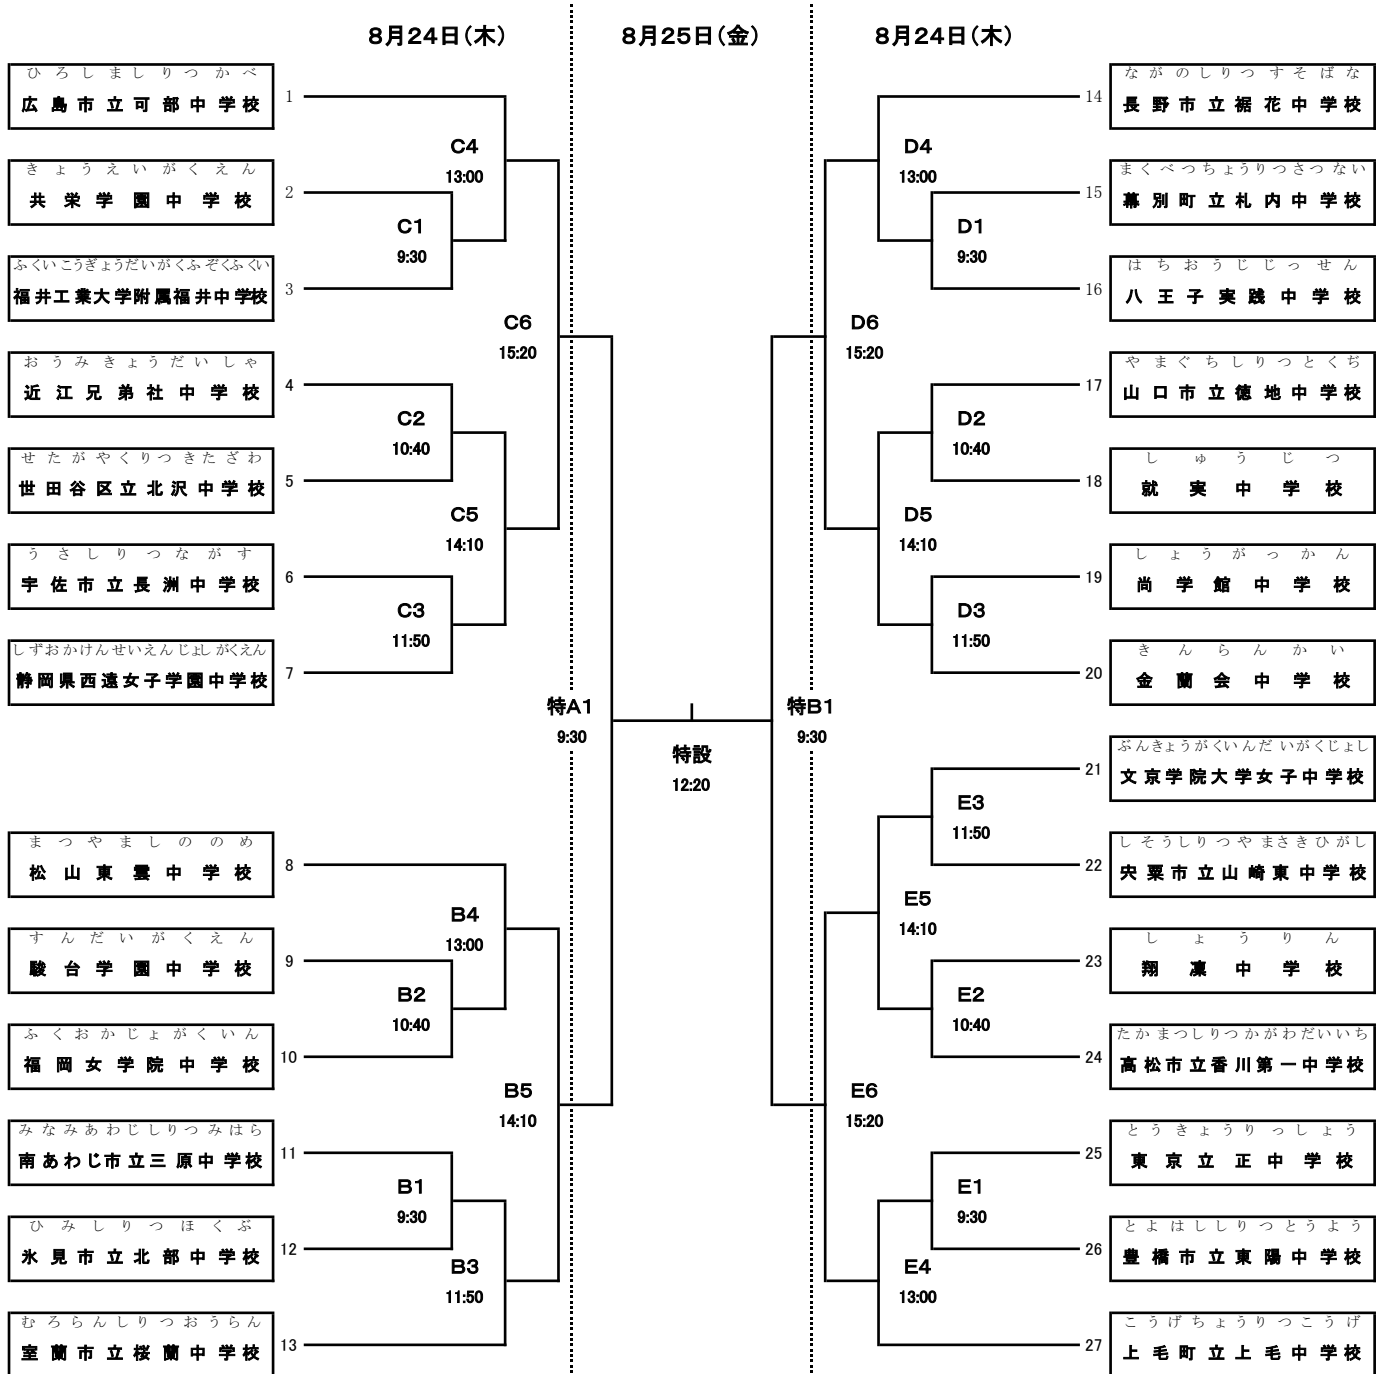 8月24日(木)
8月25日(金)
8月24日(木)
ひろしましりつかべ
広島市立可部中学校
1
きょうえいがくえん
共栄学園中学校
2
ふくいこうぎょうだいがくふぞくふくい
福井工業大学附属福井中学校
3
おうみきょうだいしゃ
近江兄弟社中学校
4
せたがやくりつきたざわ
世田谷区立北沢中学校
5
うさしりつながす
宇佐市立長洲中学校
6
しずおかけんせいえんじょしがくえん
静岡県西遠女子学園中学校
7
C4
13:00
C1
9:30
C6
15:20
C2
10:40
C5
14:10
C3
11:50
まつやましののめ
松山東雲中学校
8
すんだいがくえん
駿台学園中学校
9
ふくおかじょがくいん
福岡女学院中学校
10
みなみあわじしりつみはら
南あわじ市立三原中学校
11
ひみしりつほくぶ
氷見市立北部中学校
12
むろらんしりつおうらん
室蘭市立桜蘭中学校
13
B4
13:00
B2
10:40
B5
14:10
B1
9:30
B3
11:50
特A1
9:30
特設
12:20
特B1
9:30
ながのしりつすそばな
14
長野市立裾花中学校
まくべつちょうりつさつない
15
幕別町立札内中学校
はちおうじじっせん
16
八王子実践中学校
やまぐちしりつとくぢ
17
山口市立徳地中学校
しゅうじつ
18
就実中学校
しょうがっかん
19
尚学館中学校
きんらんかい
20
金蘭会中学校
D4
13:00
D1
9:30
D6
15:20
D2
10:40
D5
14:10
D3
11:50
ぶんきょうがくいんだいがくじょし
21
文京学院大学女子中学校
しそうしりつやまさきひがし
22
宍粟市立山崎東中学校
しょうりん
23
翔凜中学校
たかまつしりつかがわだいいち
24
高松市立香川第一中学校
とうきょうりっしょう
25
東京立正中学校
とよはししりつとうよう
26
豊橋市立東陽中学校
こうげちょうりつこうげ
27
上毛町立上毛中学校
E3
11:50
E5
14:10
E2
10:40
E6
15:20
E1
9:30
E4
13:00